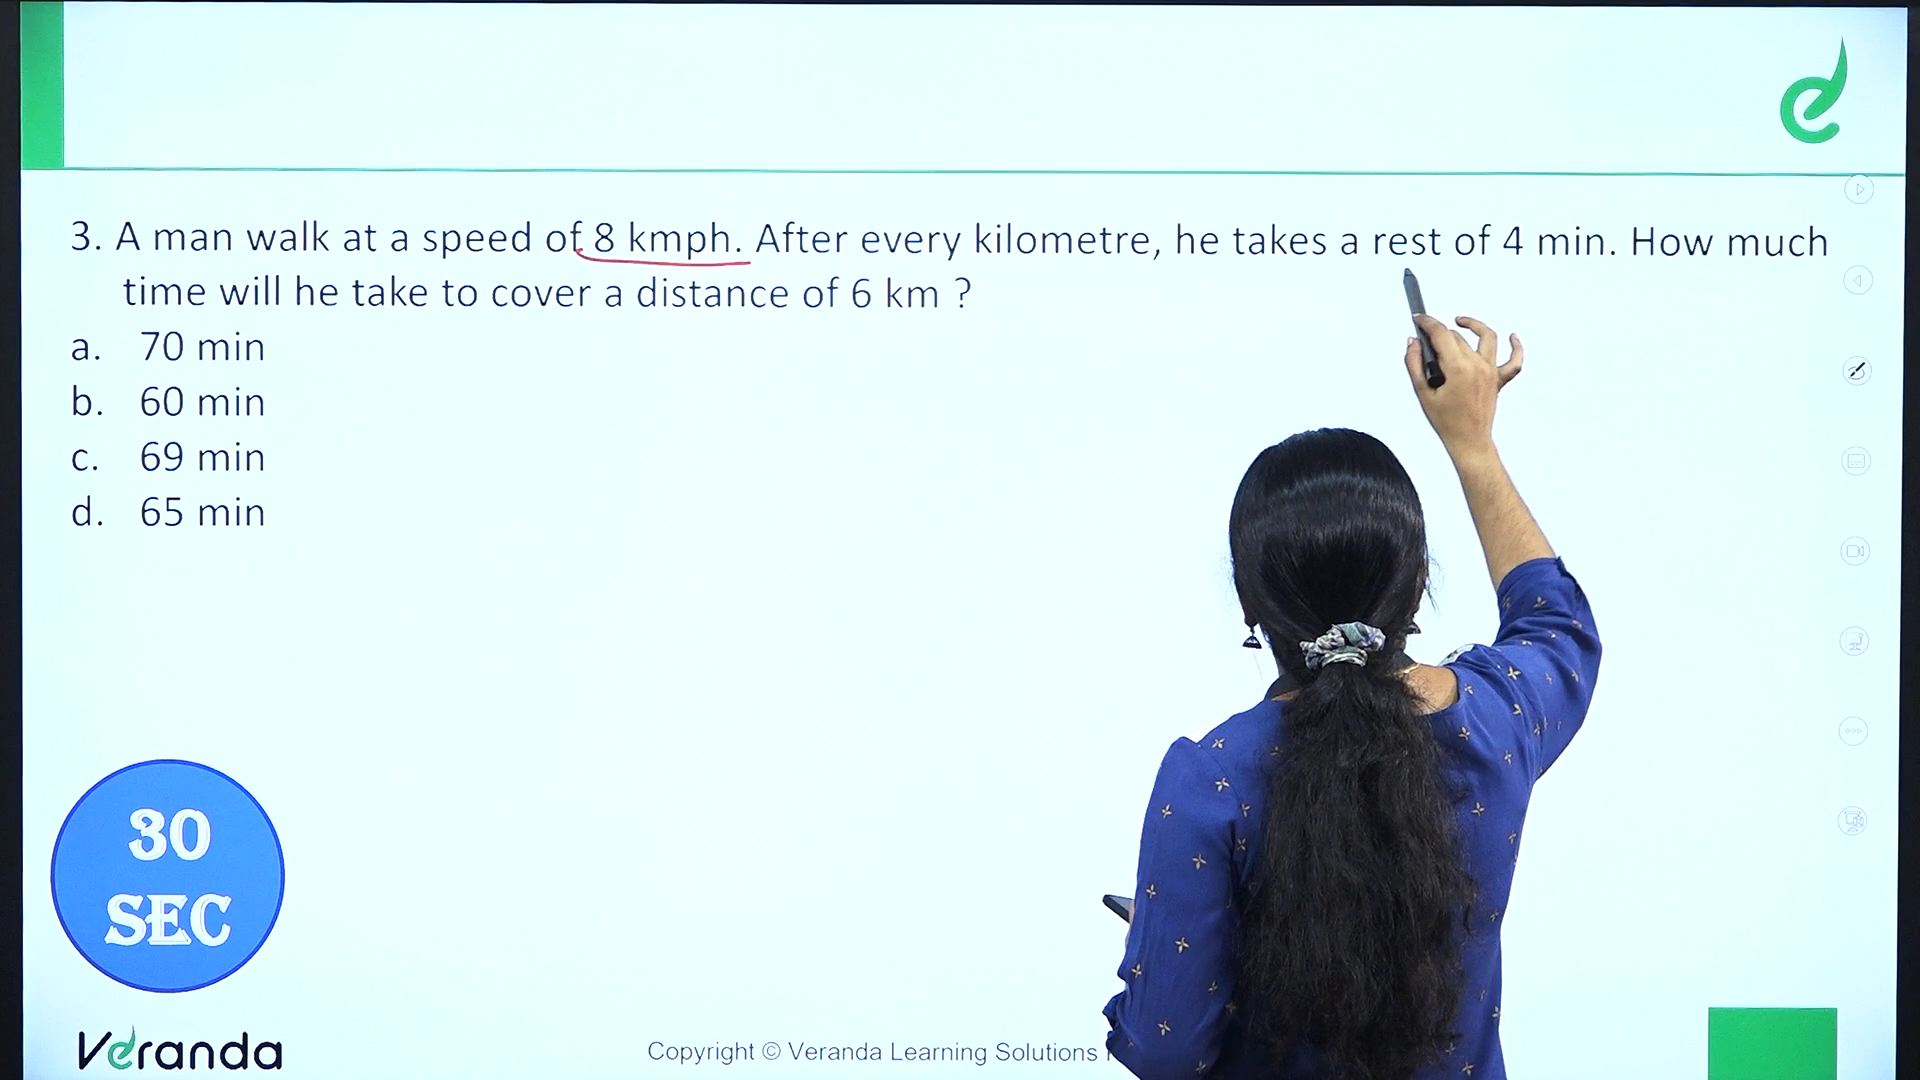 3. A man walk at a speed of 8 kmph. After every kilometre, he takes a rest of 4 min. How much
time will he take to cover a distance of 6 km ?
a. 70 min
b. 60 min
c. 69 min
d. 65 min
30
SEC
Veranda
Copyright © Veranda Learning Solutions